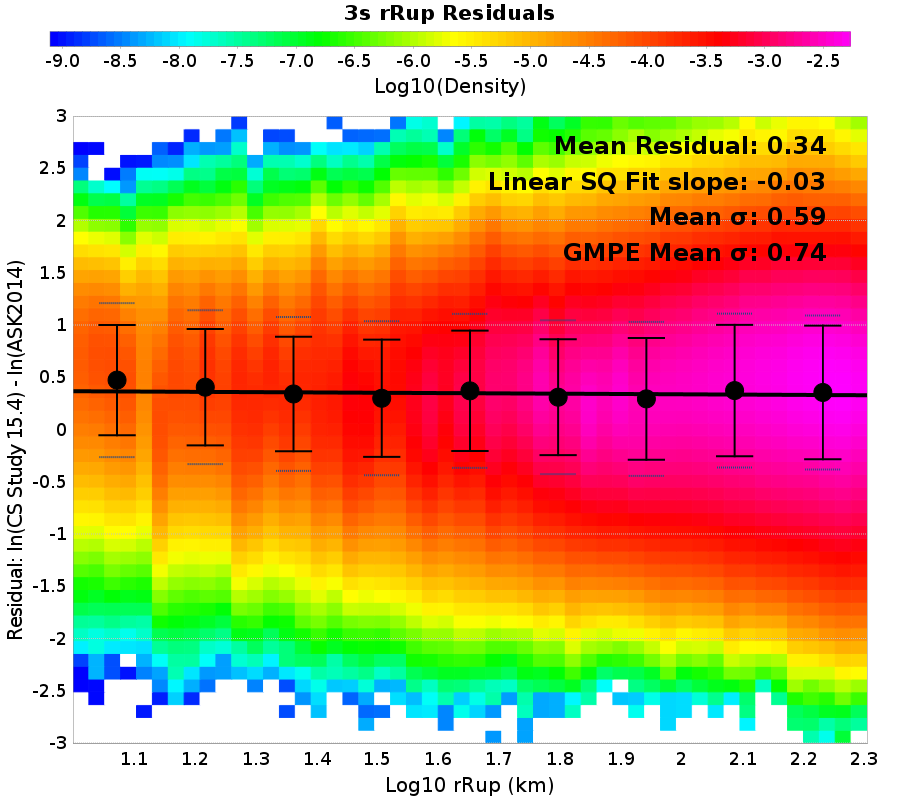 3s rRup Residuals
-9.0 -8.5 -8.0 -7.5 -7.0 -6.5 -6.0 -5.5 -5.0 -4.5 -4.0 -3.5 -3.0 -2.5
Log10(Density)
Mean Residual: 0.34
Linear SQ Fit slope: -0.03
Mean σ: 0.59
GMPE Mean σ: 0.74
Residual: ln(CS Study 15.4) - ln(ASK2014)
3
2.5
2
1.5
1
0.5
0
-0.5
-1
-1.5
-2
-2.5
-3
1.1 1.2 1.3 1.4 1.5 1.6 1.7 1.8 1.9 2 2.1 2.2 2.3
Log10 rRup (km)